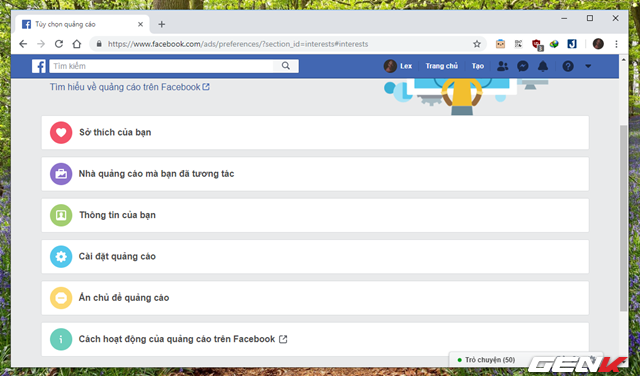 Tùy chọn quảng cáo
https://www.facebook.com/ads/preferences/?section_id=interests#interests
Tìm kiếm
Lex
Trang chủ
Tạo
Tìm hiểu về quảng cáo trên Facebook
Sở thích của bạn
Nhà quảng cáo mà bạn đã tương tác
Thông tin của bạn
Cài đặt quảng cáo
Ẩn chủ đề quảng cáo
Cách hoạt động của quảng cáo trên Facebook
Trò chuyện (50)
GENK